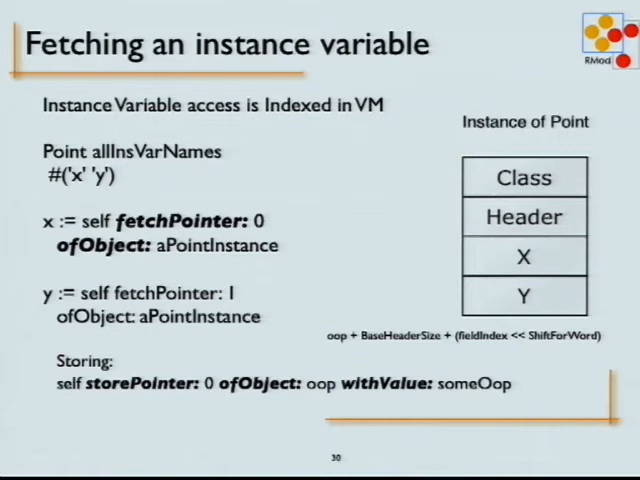 Fetching an instance variable
RMod
Instance Variable access is Indexed in VM
Instance of Point
Point allInsVarNames
#('x' 'y')
Class
Header
X
Y
x := self fetchPointer: 0
ofObject: aPointInstance
y := self fetchPointer: 1
ofObject: aPointInstance
oop + BaseHeaderSize + (fieldIndex << ShiftForWord)
Storing:
self storePointer: 0 ofObject: oop withValue: someOop
30